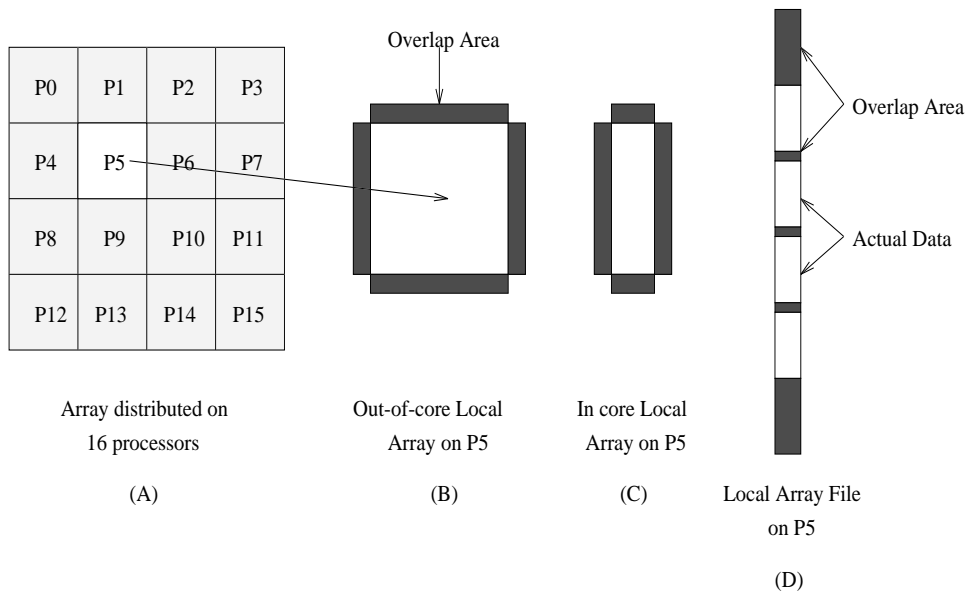 Overlap Area
P0 P1 P2 P3
P4 P5 P6 P7
P8 P9 P10 P11
P12 P13 P14 P15
Overlap Area
Actual Data
Array distributed on
16 processors
(A)
Out-of-core Local
Array on P5
(B)
In core Local
Array on P5
(C)
Local Array File
on P5
(D)